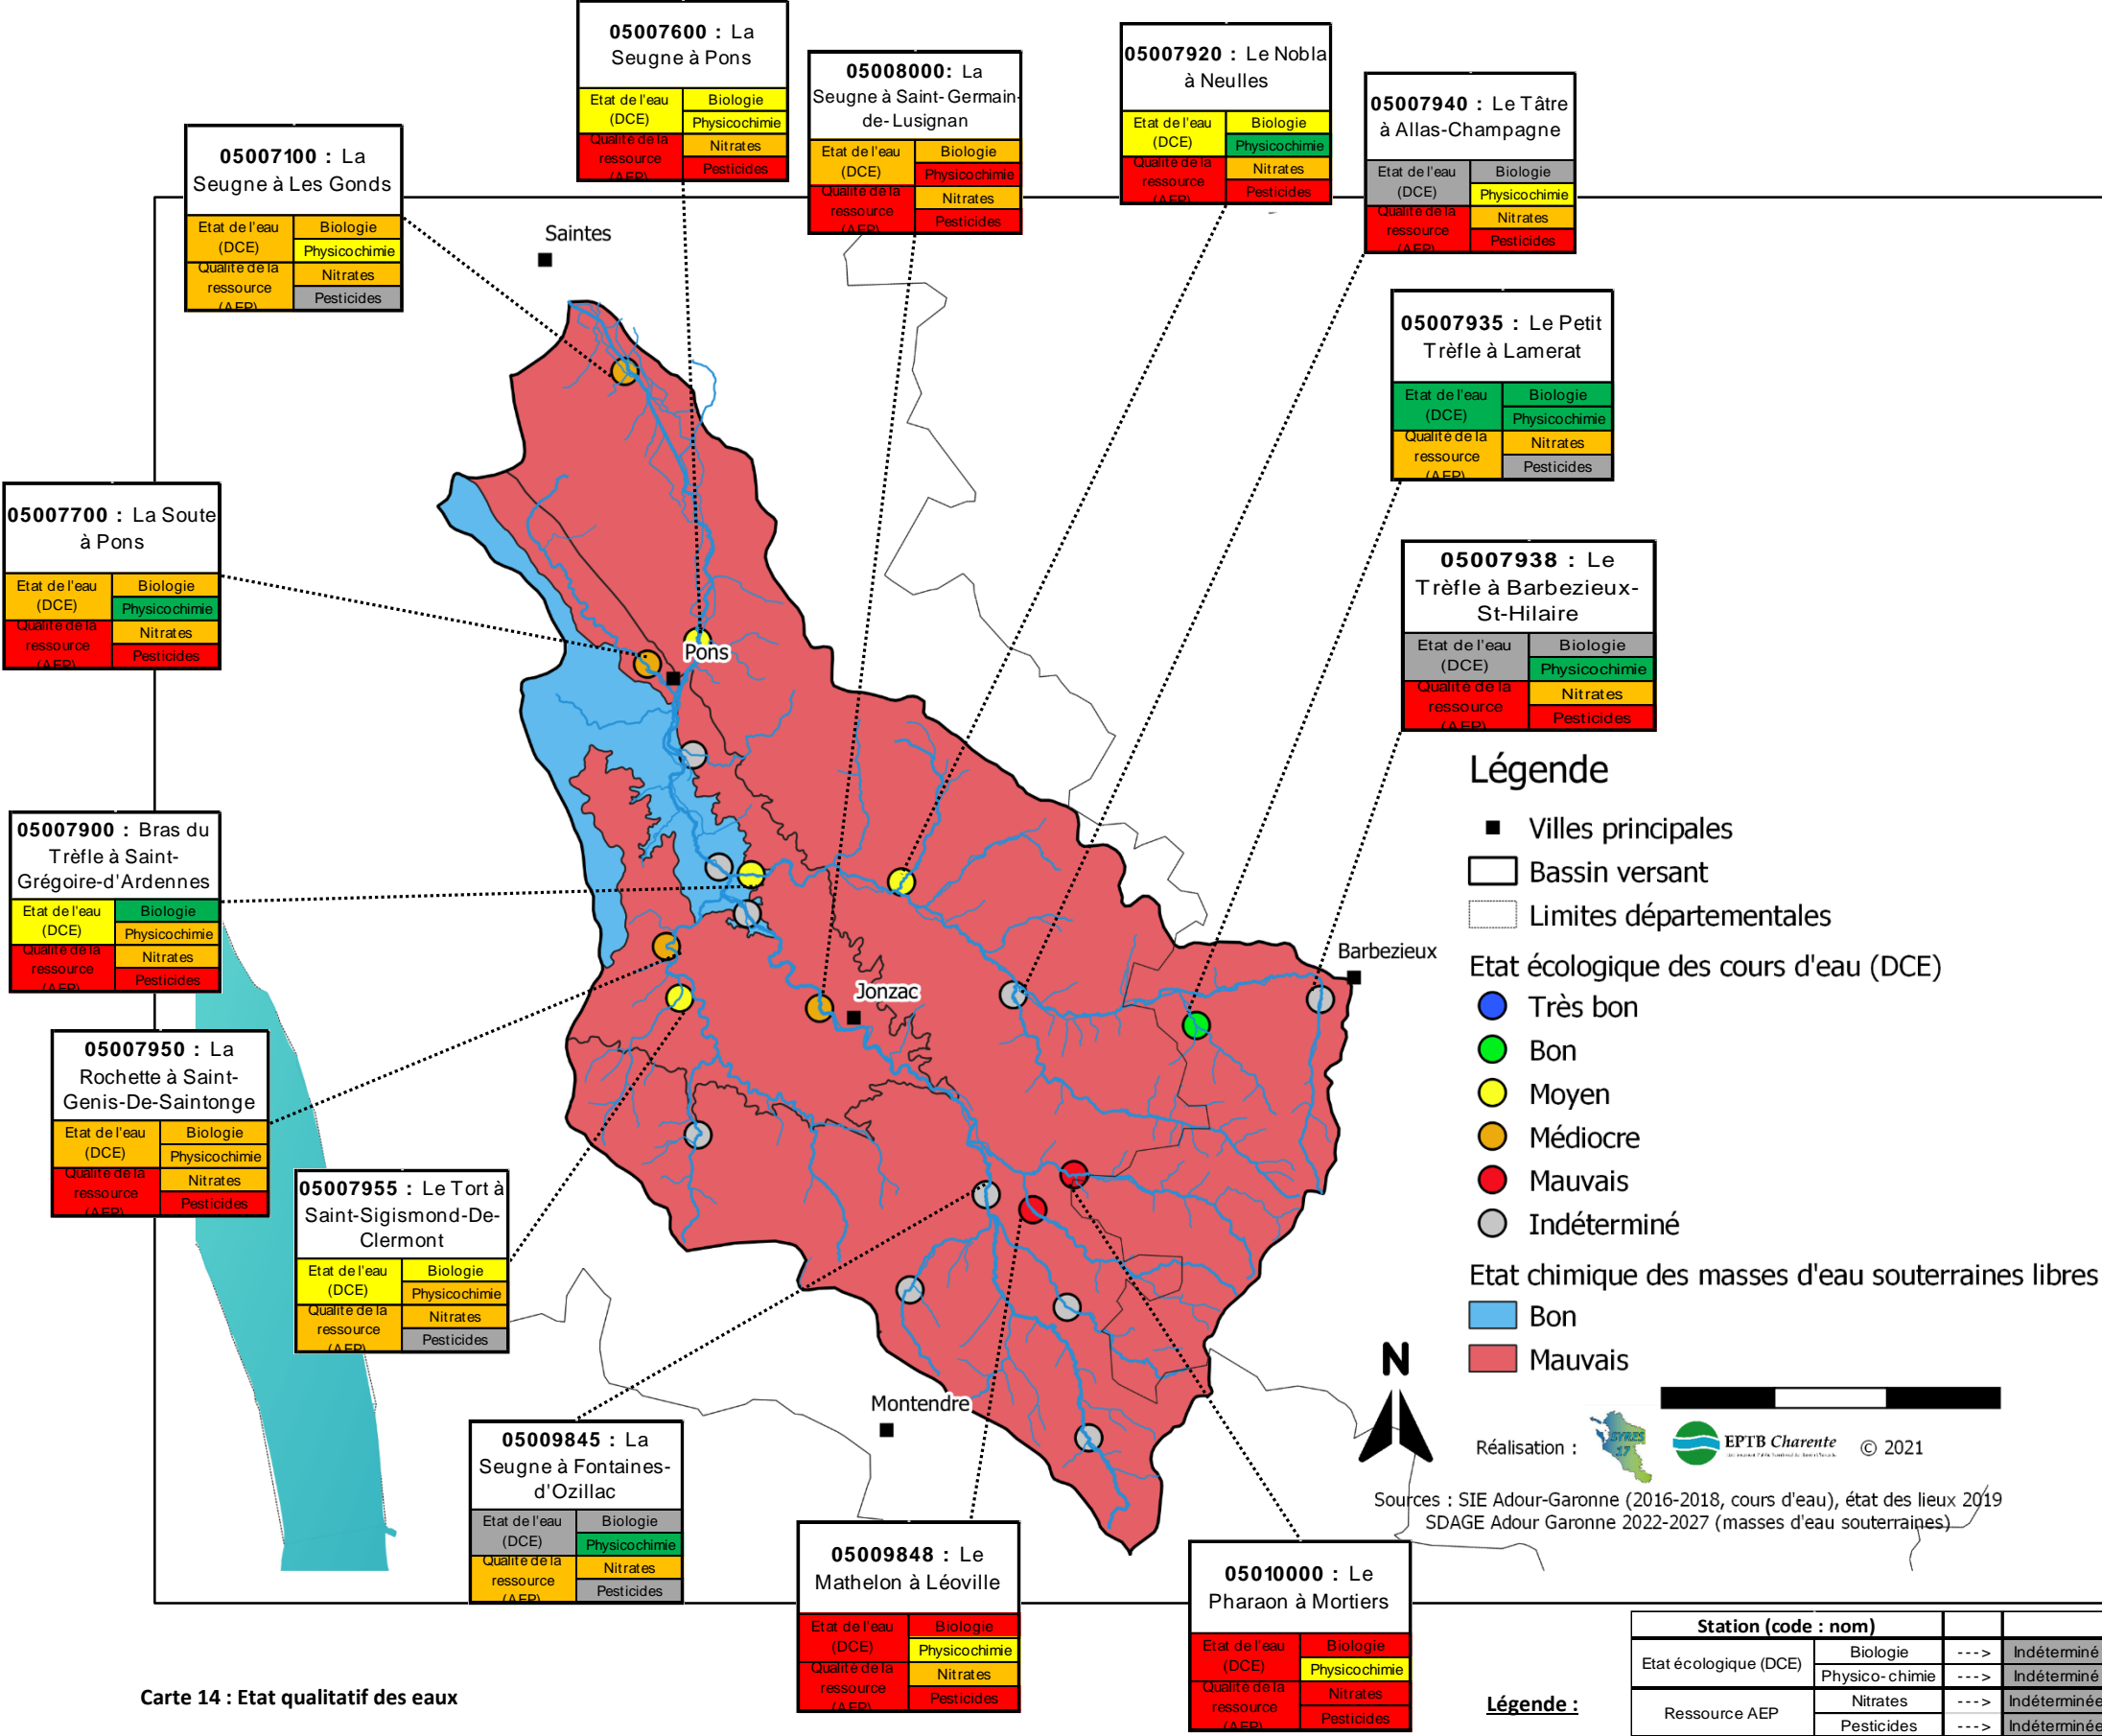 05007600 : La
Seugne à Pons
Etat de l'eau
(DCE)
Biologie
Physicochimie
Qualité de la
ressource
(AEP)
Nitrates
Pesticides
05008000: La
Seugne à Saint-Germain-
de-Lusignan
Etat de l'eau
(DCE)
Biologie
Physicochimie
Qualité de la
ressource
(AEP)
Nitrates
Pesticides
05007920 : Le Nobla
à Neulles
Etat de l'eau
(DCE)
Biologie
Physicochimie
Qualité de la
ressource
(AEP)
Nitrates
Pesticides
05007940 : Le Tâtre
à Allas-Champagne
Etat de l'eau
(DCE)
Biologie
Physicochimie
Qualité de la
ressource
(AEP)
Nitrates
Pesticides
05007100 : La
Seugne à Les Gonds
Etat de l'eau
(DCE)
Biologie
Physicochimie
Qualité de la
ressource
(AEP)
Nitrates
Pesticides
Saintes
05007935 : Le Petit
Trèfle à Lamerat
Etat de l'eau
(DCE)
Biologie
Physicochimie
Qualité de la
ressource
(AEP)
Nitrates
Pesticides
05007700 : La Soute
à Pons
Etat de l'eau
(DCE)
Biologie
Physicochimie
Qualité de la
ressource
(AEP)
Nitrates
Pesticides
05007938 : Le
Trèfle à Barbezieux-
St-Hilaire
Etat de l'eau
(DCE)
Biologie
Physicochimie
Qualité de la
ressource
(AEP)
Nitrates
Pesticides
Pons
05007900 : Bras du
Trèfle à Saint-
Grégoire-d'Ardennes
Etat de l'eau
(DCE)
Biologie
Physicochimie
Qualité de la
ressource
(AEP)
Nitrates
Pesticides
Barbezieux
Jonzac
05007950 : La
Rochette à Saint-
Genis-De-Saintonge
Etat de l'eau
(DCE)
Biologie
Physicochimie
Qualité de la
ressource
(AEP)
Nitrates
Pesticides
05007955 : Le Tort à
Saint-Sigismond-De-
Clermont
Etat de l'eau
(DCE)
Biologie
Physicochimie
Qualité de la
ressource
(AEP)
Nitrates
Pesticides
Montendre
05009845 : La
Seugne à Fontaines-
d'Ozillac
Etat de l'eau
(DCE)
Biologie
Physicochimie
Qualité de la
ressource
(AEP)
Nitrates
Pesticides
05009848 : Le
Mathelon à Léoville
Etat de l'eau
(DCE)
Biologie
Physicochimie
Qualité de la
ressource
(AEP)
Nitrates
Pesticides
05010000 : Le
Pharaon à Mortiers
Etat de l'eau
(DCE)
Biologie
Physicochimie
Qualité de la
ressource
(AEP)
Nitrates
Pesticides
Légende
Villes principales
Bassin versant
Limites départementales
Etat écologique des cours d'eau (DCE)
Très bon
Bon
Moyen
Médiocre
Mauvais
Indéterminé
Etat chimique des masses d'eau souterraines libres
Bon
Mauvais
N
Réalisation :
SYRES
17
EPTB Charente
© 2021
Sources : SIE Adour-Garonne (2016-2018, cours d'eau), état des lieux 2019
SDAGE Adour Garonne 2022-2027 (masses d'eau souterraines)
Carte 14 : Etat qualitatif des eaux
Légende :
Station (code : nom)
Etat écologique (DCE)
Biologie ---> Indéterminé
Physico-chimie ---> Indéterminé
Ressource AEP
Nitrates ---> Indéterminée
Pesticides ---> Indéterminée